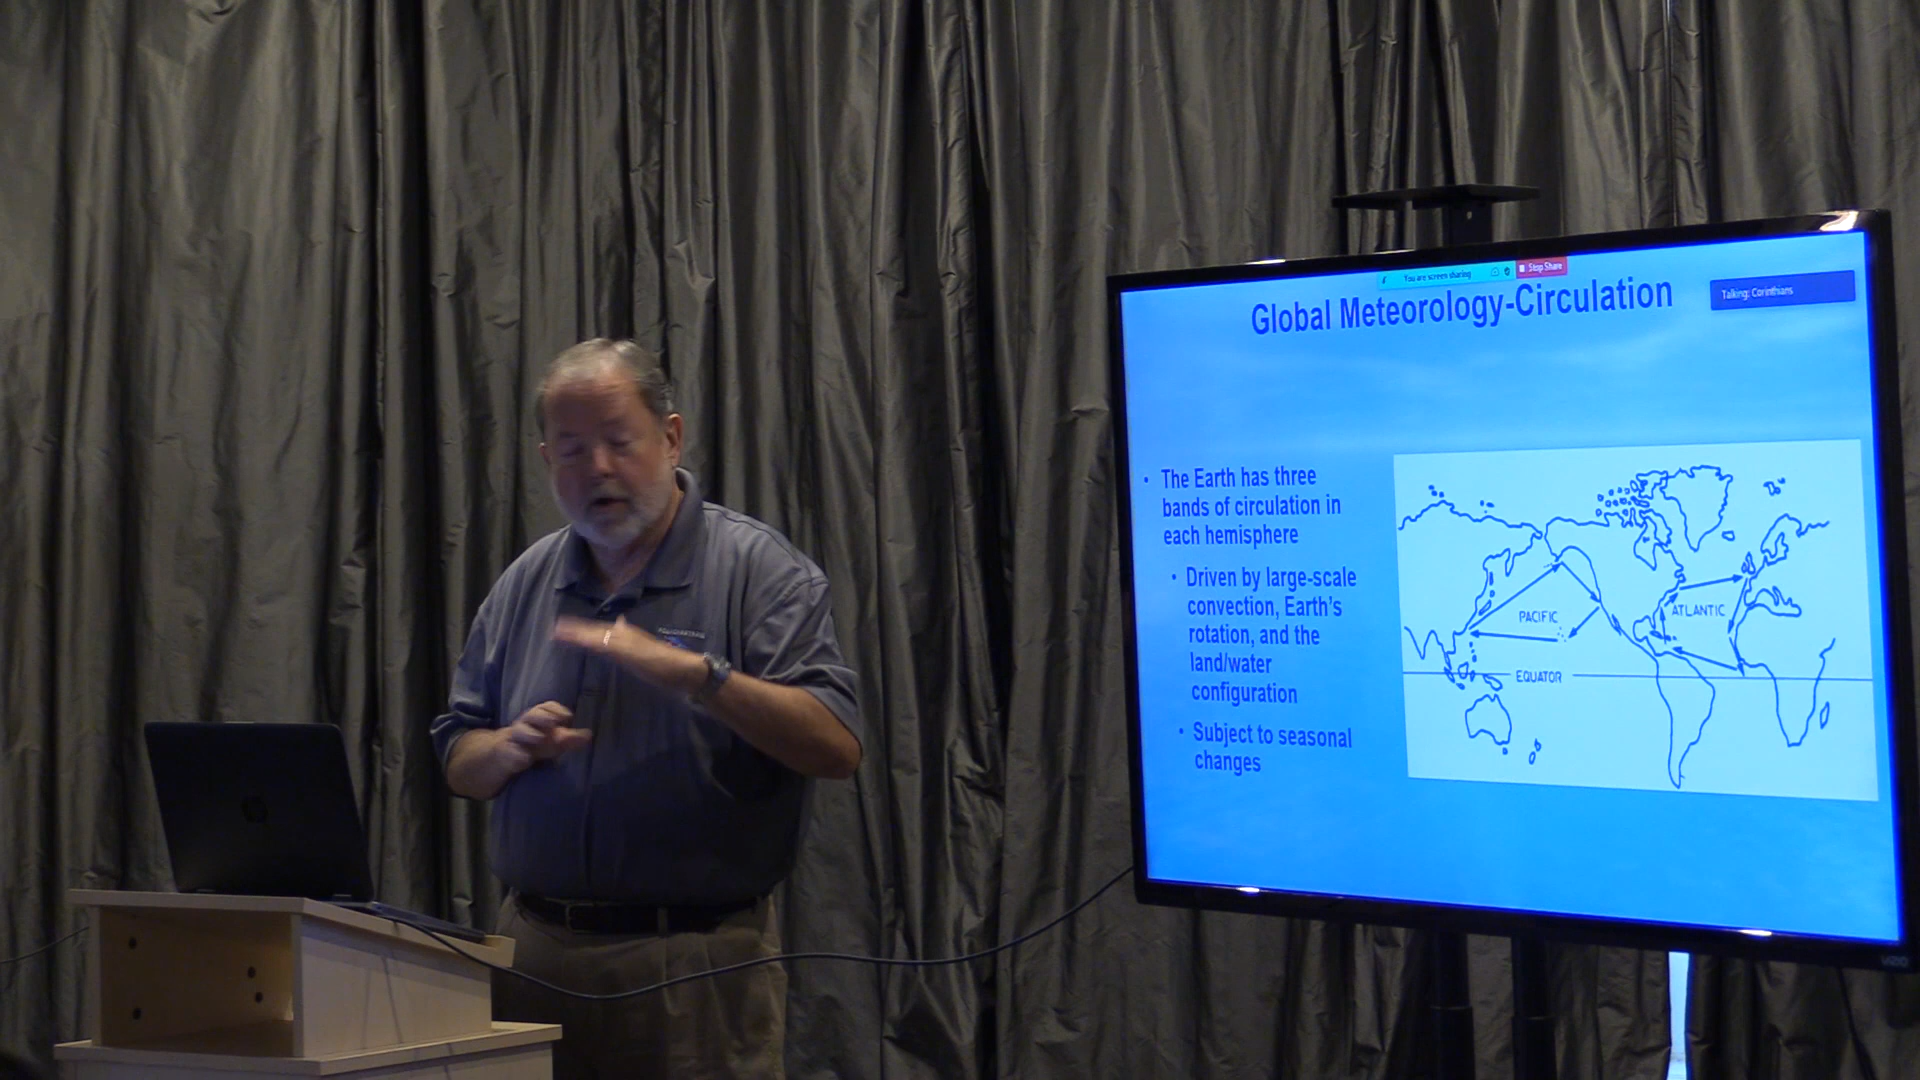 You are screen sharing
Stop Share
Global Meteorology-Circulation
Talking: Corinthians
• The Earth has three
bands of circulation in
each hemisphere
• Driven by large-scale
convection, Earth's
rotation, and the
land/water
configuration
• Subject to seasonal
changes
PACIFIC
ATLANTIC
EQUATOR
VIZIO